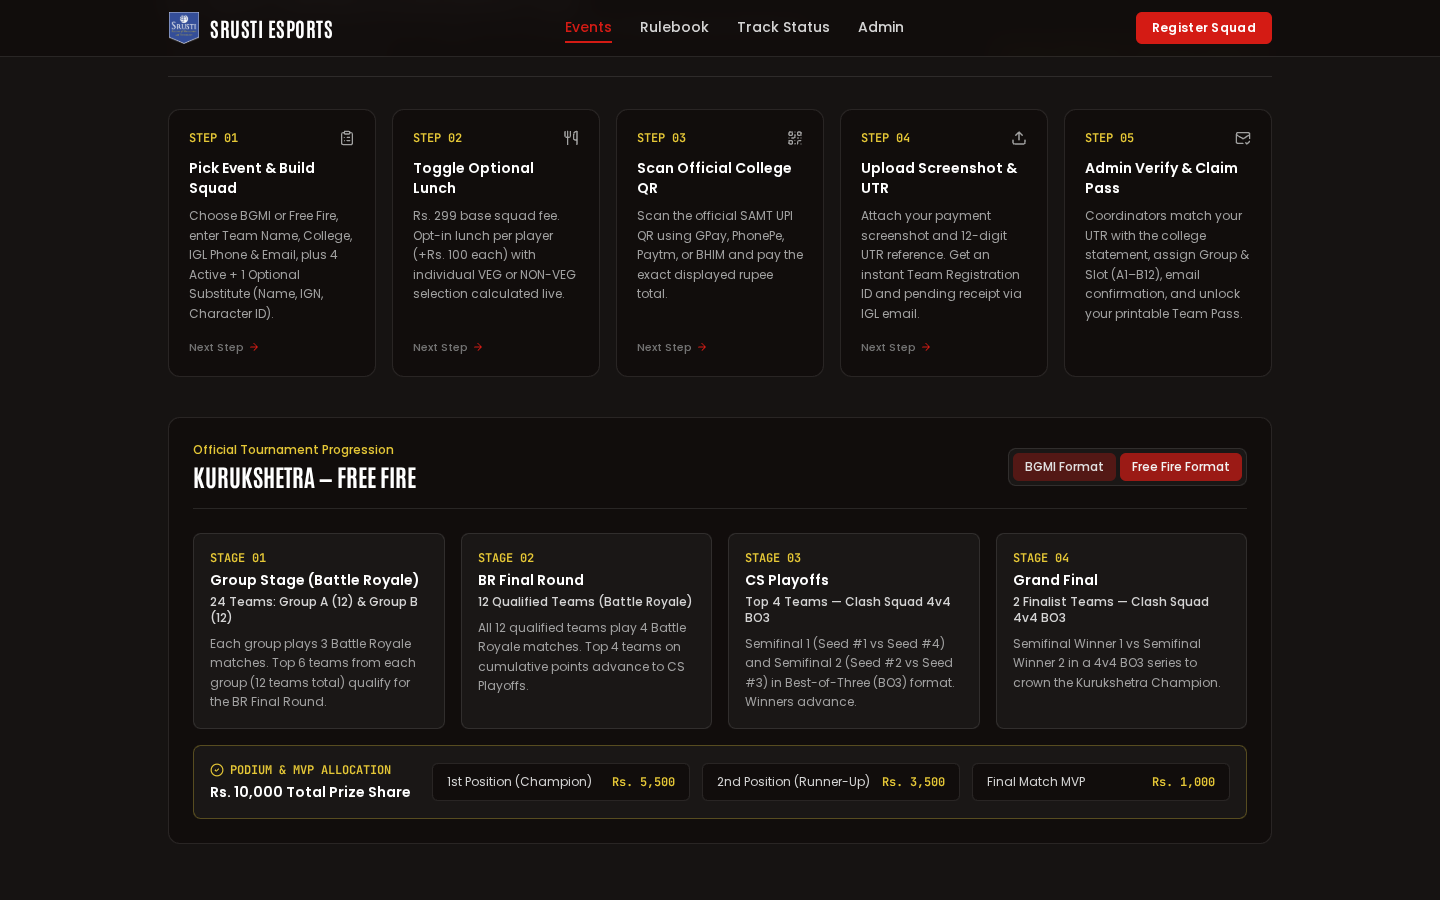 SRUSTI
SRUSTI ESPORTS
Events
Rulebook
Track Status
Admin
Register Squad
STEP 01
Pick Event & Build
Squad
Choose BGMI or Free Fire,
enter Team Name, College,
IGL Phone & Email, plus 4
Active + 1 Optional
Substitute (Name, IGN,
Character ID).
Next Step →
STEP 02
Toggle Optional
Lunch
Rs. 299 base squad fee.
Opt-in lunch per player
(+Rs. 100 each) with
individual VEG or NON-VEG
selection calculated live.
Next Step →
STEP 03
Scan Official College
QR
Scan the official SAMT UPI
QR using GPay, PhonePe,
Paytm, or BHIM and pay the
exact displayed rupee
total.
Next Step →
STEP 04
Upload Screenshot &
UTR
Attach your payment
screenshot and 12-digit
UTR reference. Get an
instant Team Registration
ID and pending receipt via
IGL email.
Next Step →
STEP 05
Admin Verify & Claim
Pass
Coordinators match your
UTR with the college
statement, assign Group &
Slot (A1–B12), email
confirmation, and unlock
your printable Team Pass.
Official Tournament Progression
KURUKSHETRA — FREE FIRE
BGMI Format
Free Fire Format
STAGE 01
Group Stage (Battle Royale)
24 Teams: Group A (12) & Group B
(12)
Each group plays 3 Battle Royale
matches. Top 6 teams from each
group (12 teams total) qualify for
the BR Final Round.
STAGE 02
BR Final Round
12 Qualified Teams (Battle Royale)
All 12 qualified teams play 4 Battle
Royale matches. Top 4 teams on
cumulative points advance to CS
Playoffs.
STAGE 03
CS Playoffs
Top 4 Teams — Clash Squad 4v4
BO3
Semifinal 1 (Seed #1 vs Seed #4)
and Semifinal 2 (Seed #2 vs Seed
#3) in Best-of-Three (BO3) format.
Winners advance.
STAGE 04
Grand Final
2 Finalist Teams — Clash Squad
4v4 BO3
Semifinal Winner 1 vs Semifinal
Winner 2 in a 4v4 BO3 series to
crown the Kurukshetra Champion.
PODIUM & MVP ALLOCATION
Rs. 10,000 Total Prize Share
1st Position (Champion) Rs. 5,500
2nd Position (Runner-Up) Rs. 3,500
Final Match MVP Rs. 1,000